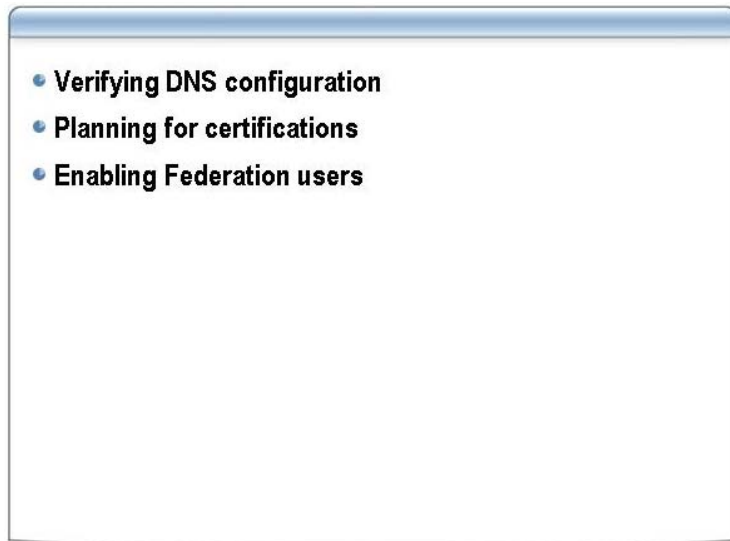 Verifying DNS configuration
Planning for certifications
Enabling Federation users